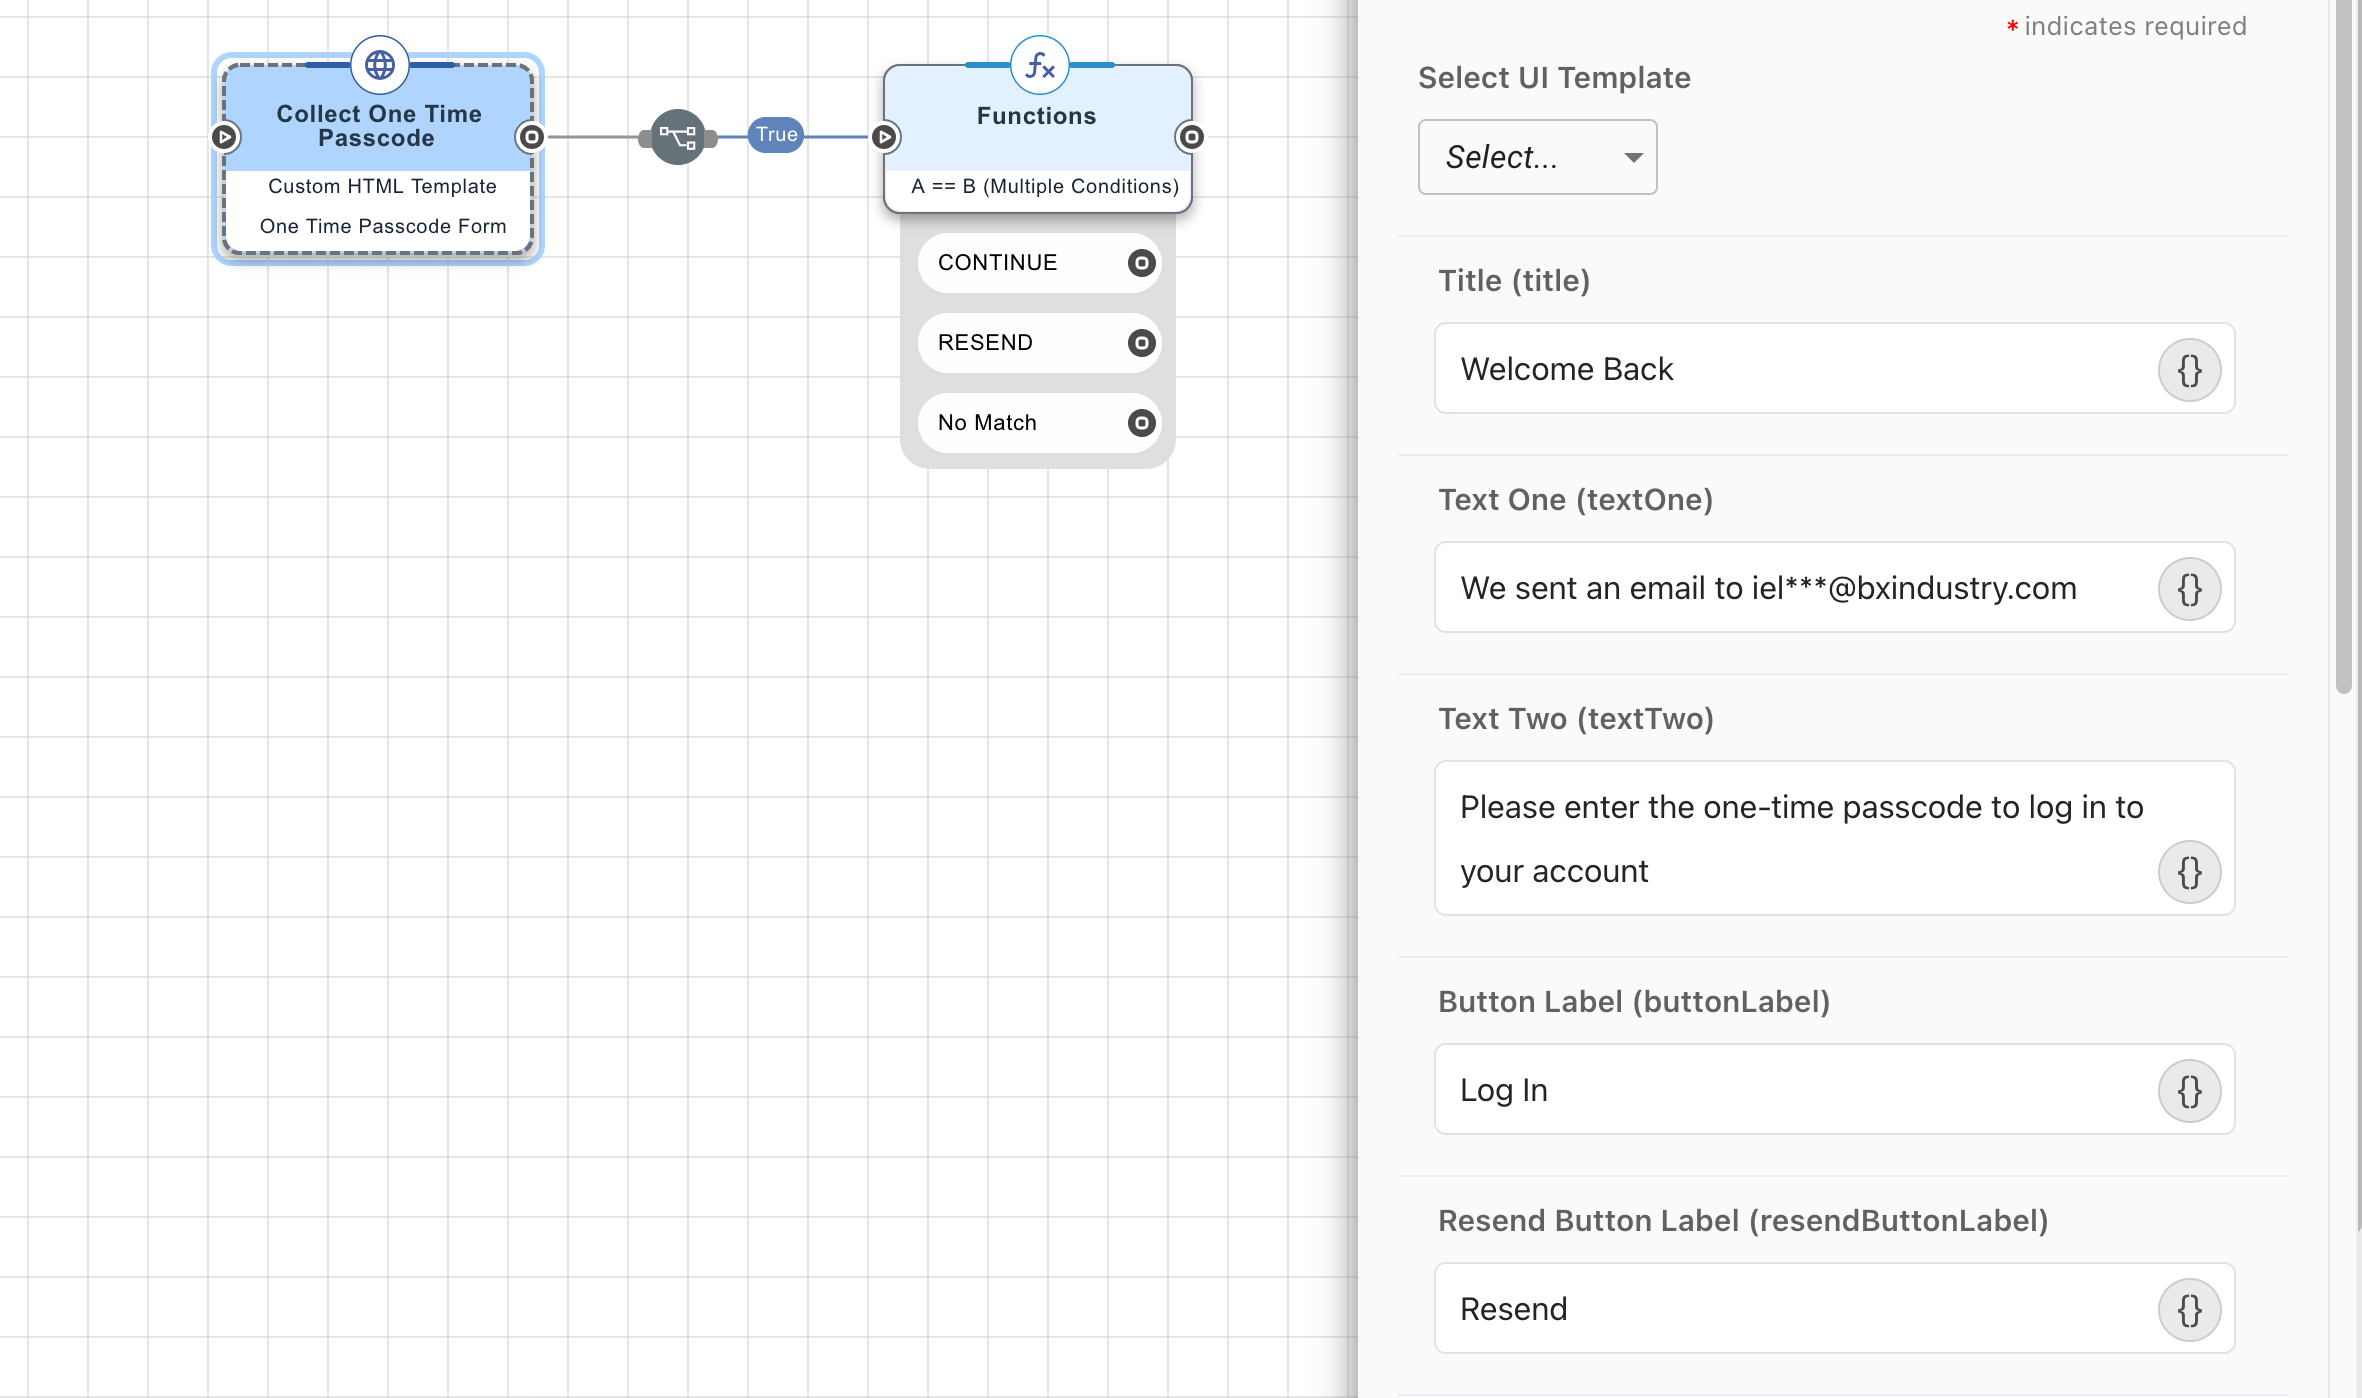 Collect One Time
Passcode
Custom HTML Template
One Time Passcode Form
True
Functions
A == B (Multiple Conditions)
CONTINUE
RESEND
No Match
* indicates required
Select UI Template
Select...
Title (title)
Welcome Back
{}
Text One (textOne)
We sent an email to iel***@bxindustry.com
{}
Text Two (textTwo)
Please enter the one-time passcode to log in to
your account
{}
Button Label (buttonLabel)
Log In
{}
Resend Button Label (resendButtonLabel)
Resend
{}